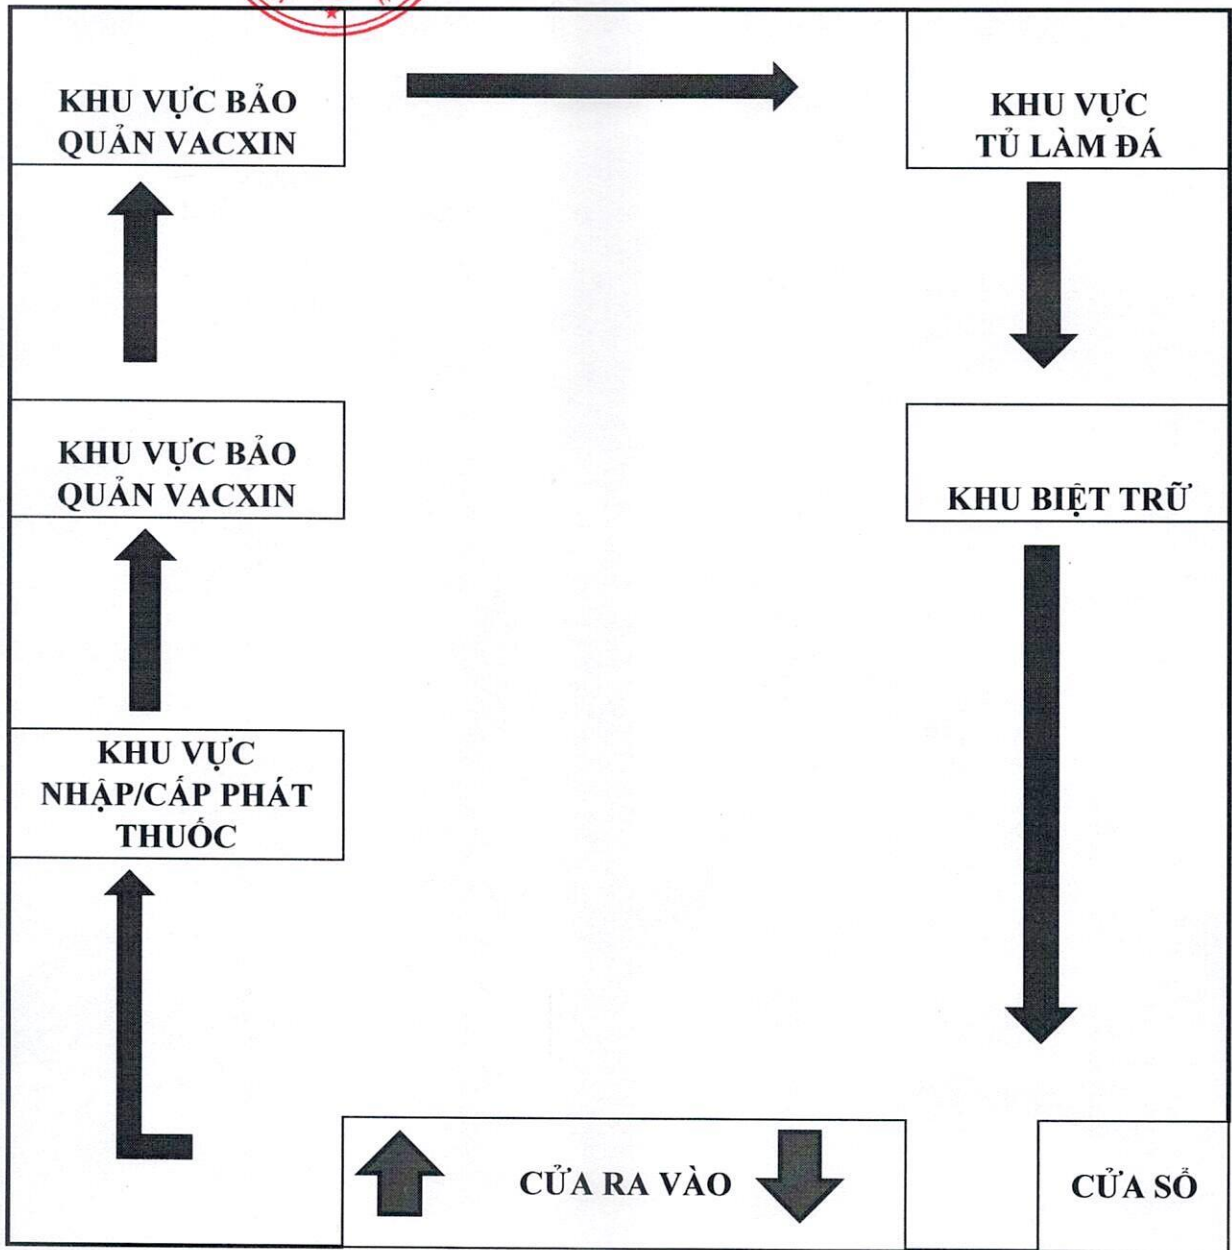 KHU VỰC BẢO
QUẢN VACXIN
KHU VỰC
TỦ LÀM ĐÁ
KHU VỰC BẢO
QUẢN VACXIN
KHU BIỆT TRỮ
KHU VỰC
NHẬP/CẤP PHÁT
THUỐC
CỬA RA VÀO
CỬA SỔ